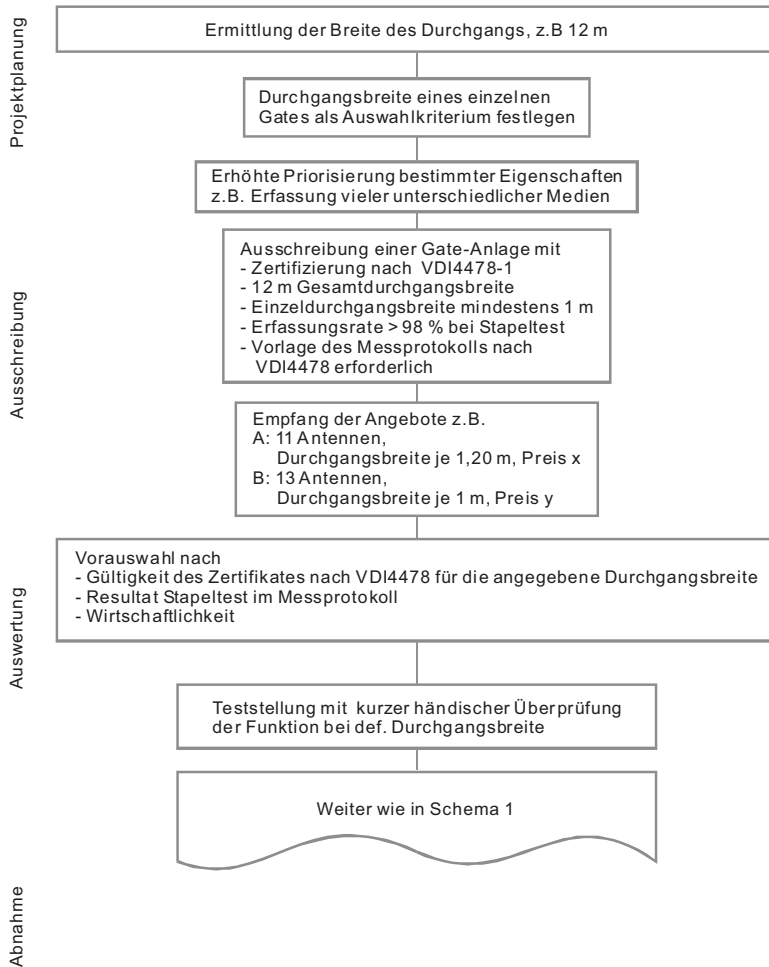 Projektplanung
Ermittlung der Breite des Durchgangs, z.B 12 m
Durchgangsbreite eines einzelnen
Gates als Auswahlkriterium festlegen
Erhöhte Priorisierung bestimmter Eigenschaften
z.B. Erfassung vieler unterschiedlicher Medien
Ausschreibung
Ausschreibung einer Gate-Anlage mit
- Zertifizierung nach VDI4478-1
- 12 m Gesamtdurchgangsbreite
- Einzeldurchgangsbreite mindestens 1 m
- Erfassungsrate > 98 % bei Stapeltest
- Vorlage des Messprotokolls nach
VDI4478 erforderlich
Empfang der Angebote z.B.
A: 11 Antennen,
Durchgangsbreite je 1,20 m, Preis x
B: 13 Antennen,
Durchgangsbreite je 1 m, Preis y
Auswertung
Vorauswahl nach
- Gültigkeit des Zertifikates nach VDI4478 für die angegebene Durchgangsbreite
- Resultat Stapeltest im Messprotokoll
- Wirtschaftlichkeit
Teststellung mit kurzer händischer Überprüfung
der Funktion bei def. Durchgangsbreite
Weiter wie in Schema 1
Abnahme